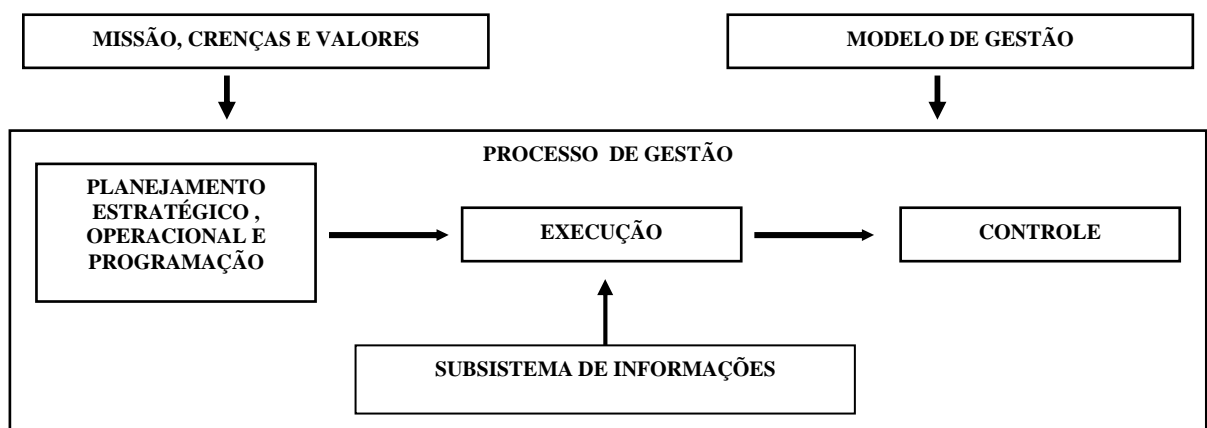 MISSÃO, CRENÇAS E VALORES
MODELO DE GESTÃO
PROCESSO DE GESTÃO
PLANEJAMENTO
ESTRATÉGICO ,
OPERACIONAL E
PROGRAMAÇÃO
EXECUÇÃO
CONTROLE
SUBSISTEMA DE INFORMAÇÕES